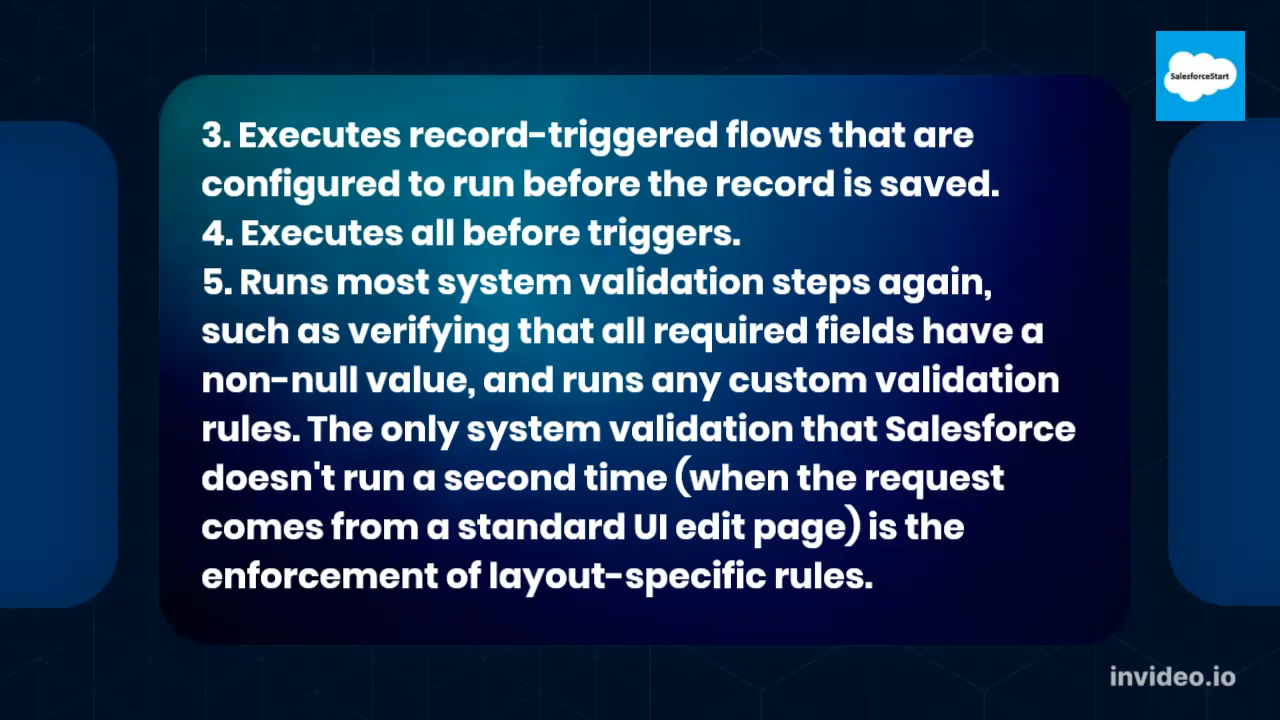 SalesforceStart
3. Executes record-triggered flows that are
configured to run before the record is saved.
4. Executes all before triggers.
5. Runs most system validation steps again,
such as verifying that all required fields have a
non-null value, and runs any custom validation
rules. The only system validation that Salesforce
doesn't run a second time (when the request
comes from a standard UI edit page) is the
enforcement of layout-specific rules.
invideo.io